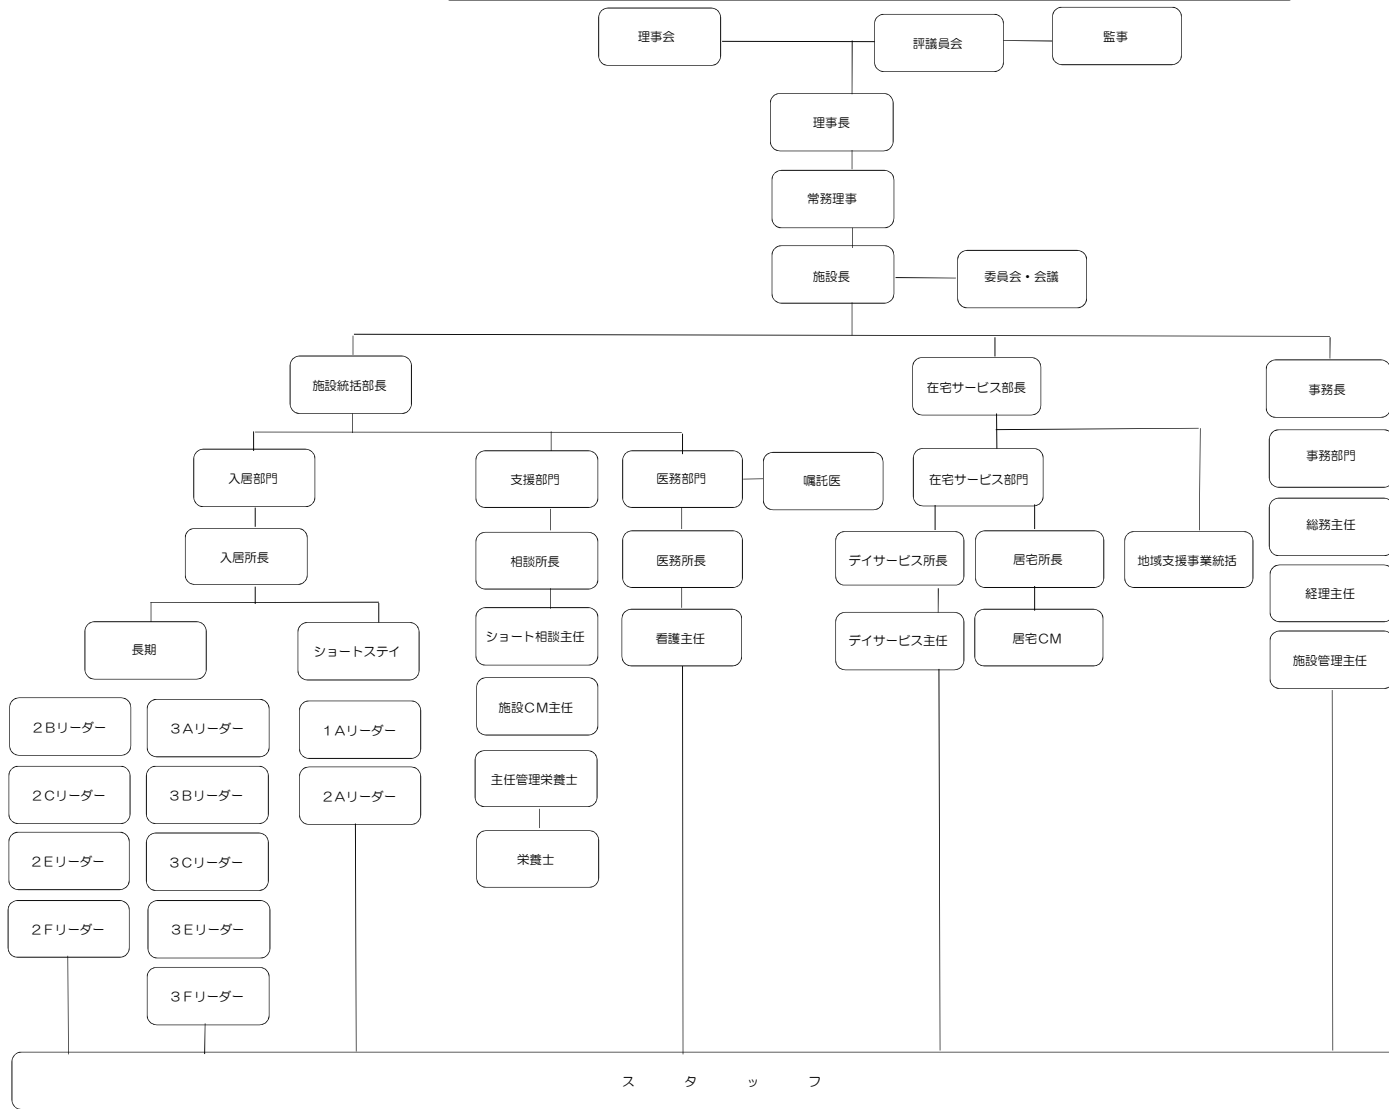 理事会
評議員会
監事
理事長
常務理事
施設長
委員会・会議
施設統括部長
在宅サービス部長
事務長
入居部門
支援部門
医務部門
嘱託医
在宅サービス部門
事務部門
入居所長
相談所長
医務所長
デイサービス所長
居宅所長
地域支援事業統括
総務主任
経理主任
長期
ショートステイ
ショート相談主任
看護主任
デイサービス主任
居宅CM
施設管理主任
2Bリーダー
3Aリーダー
1Aリーダー
施設CM主任
2Cリーダー
3Bリーダー
2Aリーダー
主任管理栄養士
2Eリーダー
3Cリーダー
栄養士
2Fリーダー
3Eリーダー
3Fリーダー
スタッフ